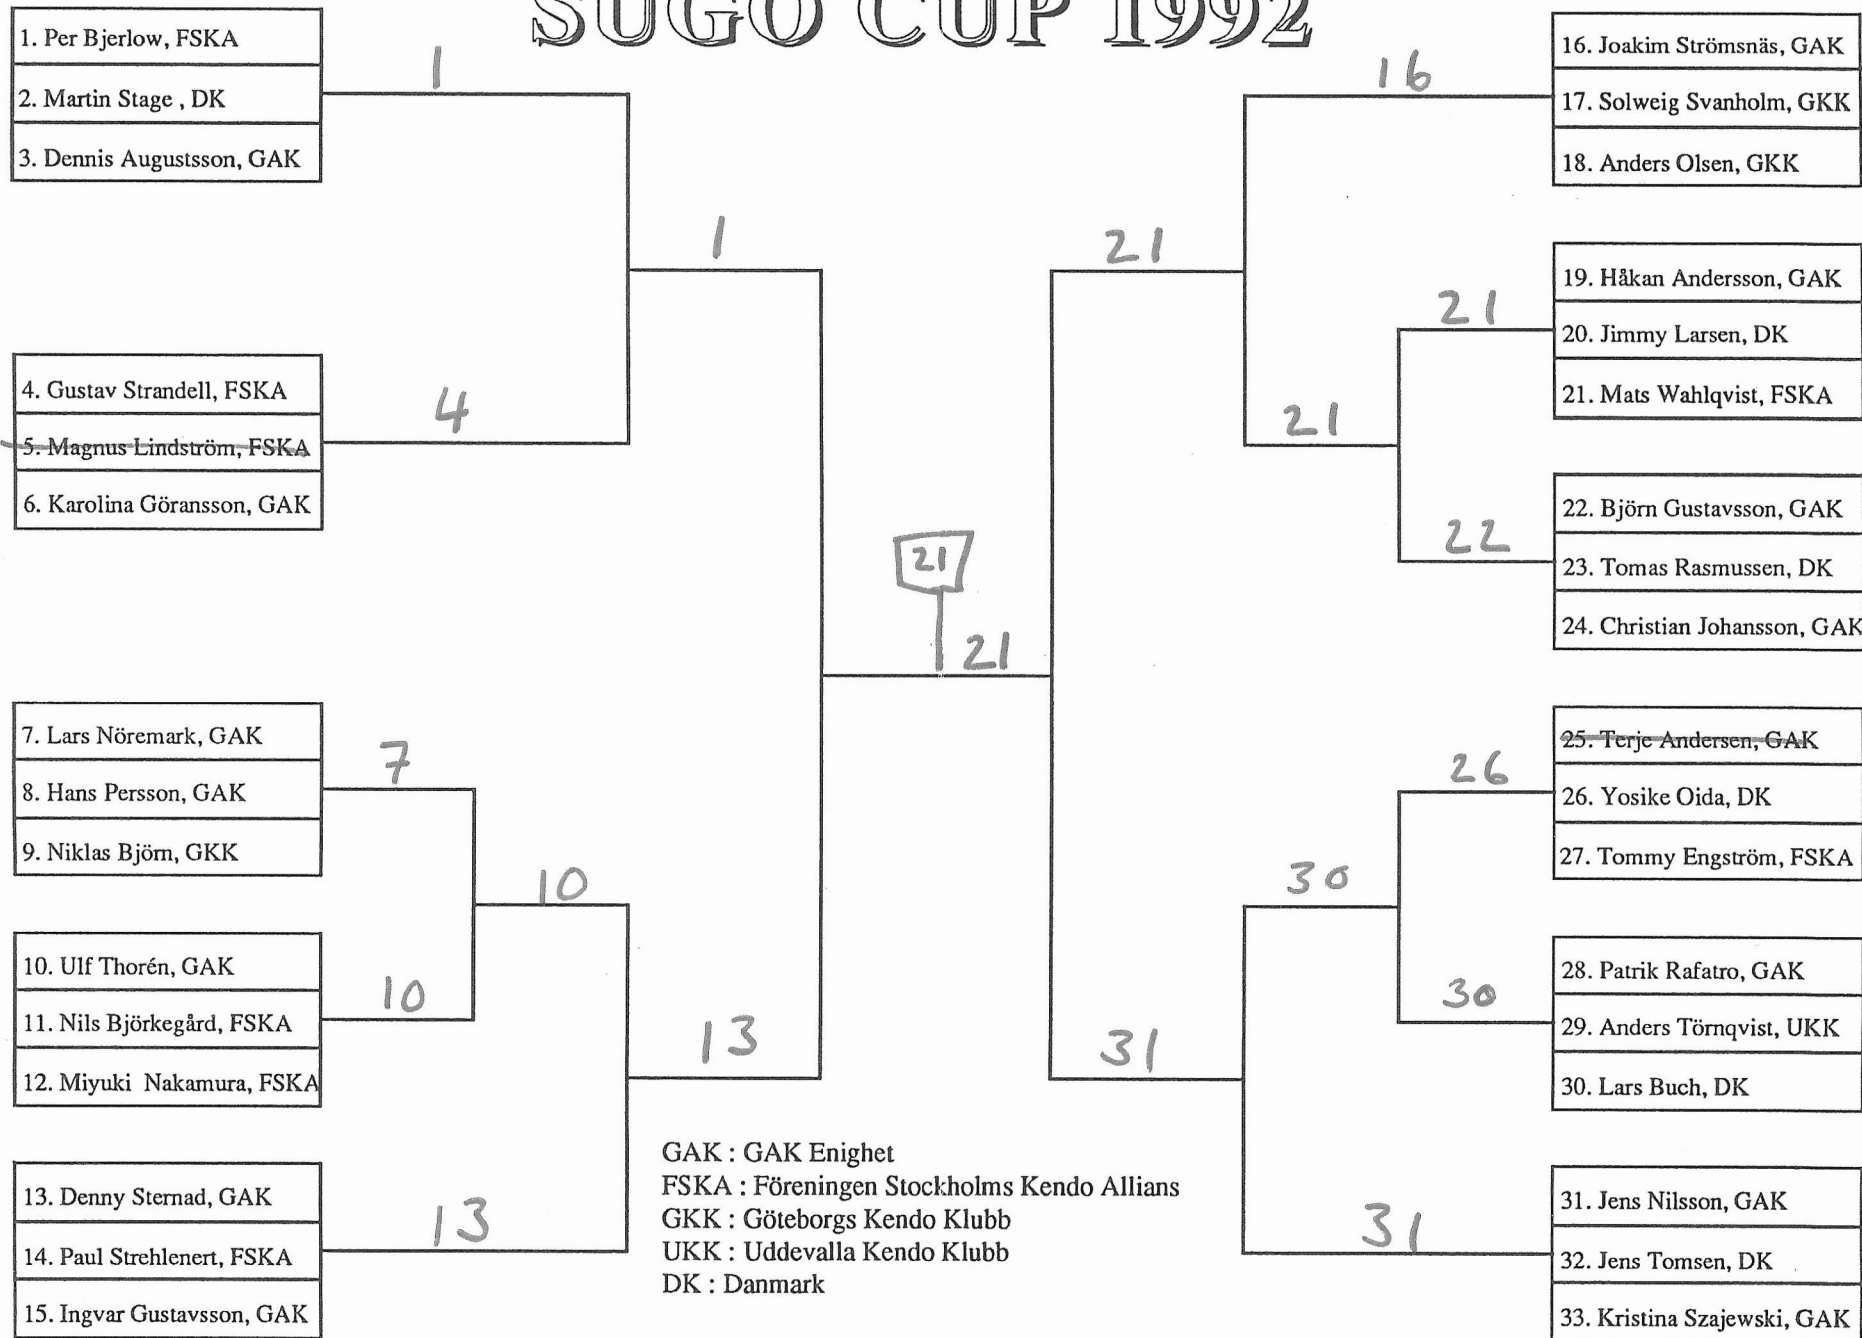 SUGO CUP 1992
1. Per Bjerlow, FSKA
2. Martin Stage , DK
3. Dennis Augustsson, GAK
1
4. Gustav Strandell, FSKA
5. Magnus Lindström, FSKA
6. Karolina Göransson, GAK
4
1
7. Lars Nöremark, GAK
8. Hans Persson, GAK
9. Niklas Björn, GKK
7
10. Ulf Thorén, GAK
11. Nils Björkegård, FSKA
12. Miyuki Nakamura, FSKA
10
10
13. Denny Sternad, GAK
14. Paul Strehlenert, FSKA
15. Ingvar Gustavsson, GAK
13
13
21
21
16. Joakim Strömsnäs, GAK
17. Solweig Svanholm, GKK
18. Anders Olsen, GKK
16
19. Håkan Andersson, GAK
20. Jimmy Larsen, DK
21. Mats Wahlqvist, FSKA
21
22. Björn Gustavsson, GAK
23. Tomas Rasmussen, DK
24. Christian Johansson, GAK
22
21
21
25. Terje Andersen, GAK
26. Yosike Oida, DK
27. Tommy Engström, FSKA
26
28. Patrik Rafatro, GAK
29. Anders Törnqvist, UKK
30. Lars Buch, DK
30
30
31. Jens Nilsson, GAK
32. Jens Tomsen, DK
33. Kristina Szajewski, GAK
31
31
GAK : GAK Enighet
FSKA : Föreningen Stockholms Kendo Allians
GKK : Göteborgs Kendo Klubb
UKK : Uddevalla Kendo Klubb
DK : Danmark